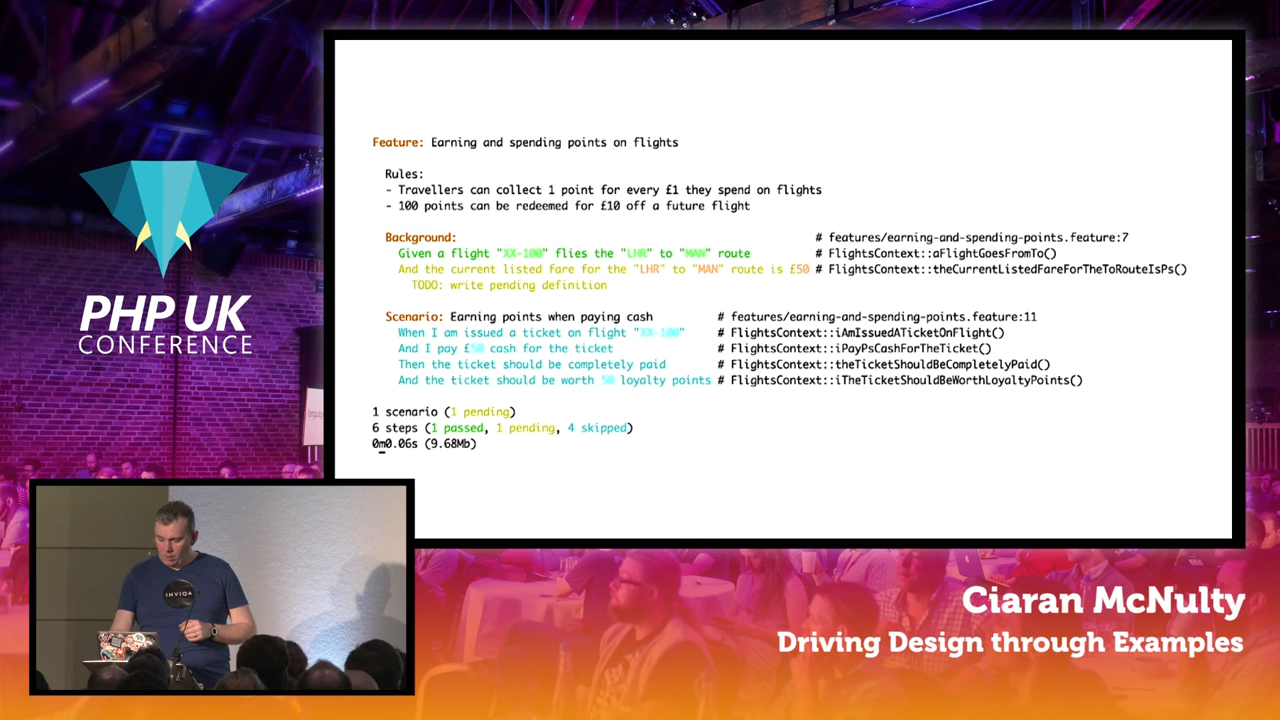 Feature: Earning and spending points on flights
Rules:
- Travellers can collect 1 point for every £1 they spend on flights
- 100 points can be redeemed for £10 off a future flight
Background: # features/earning-and-spending-points.feature:7
Given a flight "XX-100" flies the "LHR" to "MAN" route # FlightsContext::aFlightGoesFromTo()
And the current listed fare for the "LHR" to "MAN" route is £50 # FlightsContext::theCurrentListedFareForTheToRouteIsPs()
TODO: write pending definition
Scenario: Earning points when paying cash # features/earning-and-spending-points.feature:11
When I am issued a ticket on flight "XX-100" # FlightsContext::iAmIssuedATicketOnFlight()
And I pay £50 cash for the ticket # FlightsContext::iPayPsCashForTheTicket()
Then the ticket should be completely paid # FlightsContext::theTicketShouldBeCompletelyPaid()
And the ticket should be worth 50 loyalty points # FlightsContext::iTheTicketShouldBeWorthLoyaltyPoints()
1 scenario (1 pending)
6 steps (1 passed, 1 pending, 4 skipped)
0m0.06s (9.68Mb)
PHP UK
CONFERENCE
INVIQA
Ciaran McNulty
Driving Design through Examples